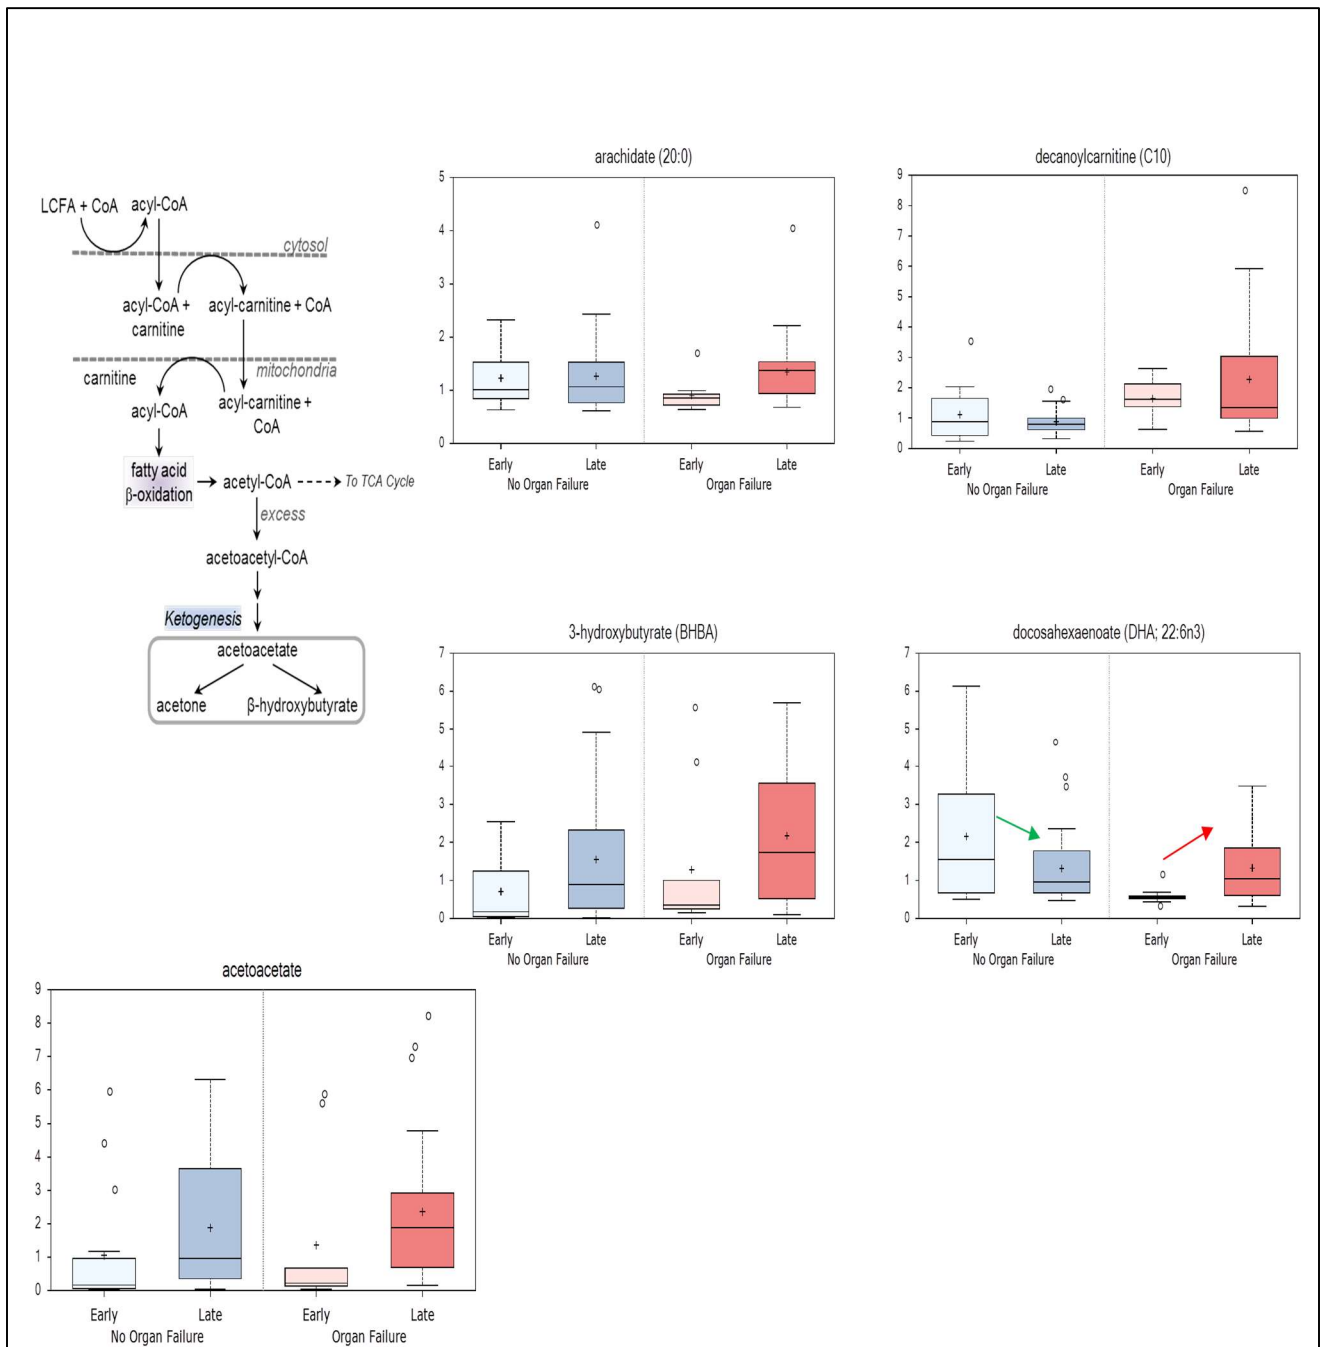 LCFA + CoA acyl-CoA
cytosol
acyl-CoA +
carnitine
acyl-carnitine + CoA
mitochondria
carnitine
acyl-CoA
acyl-carnitine +
CoA
fatty acid
β-oxidation
acetyl-CoA
To TCA Cycle
excess
acetoacetyl-CoA
Ketogenesis
acetoacetate
acetone
β-hydroxybutyrate
arachidate (20:0)
5
4
3
2
1
0
Early Late Early Late
No Organ Failure Organ Failure
decanoylcarnitine (C10)
9
8
7
6
5
4
3
2
1
0
Early Late Early Late
No Organ Failure Organ Failure
3-hydroxybutyrate (BHBA)
7
6
5
4
3
2
1
0
Early Late Early Late
No Organ Failure Organ Failure
docosahexaenoate (DHA; 22:6n3)
7
6
5
4
3
2
1
0
Early Late Early Late
No Organ Failure Organ Failure
acetoacetate
9
8
7
6
5
4
3
2
1
0
Early Late Early Late
No Organ Failure Organ Failure